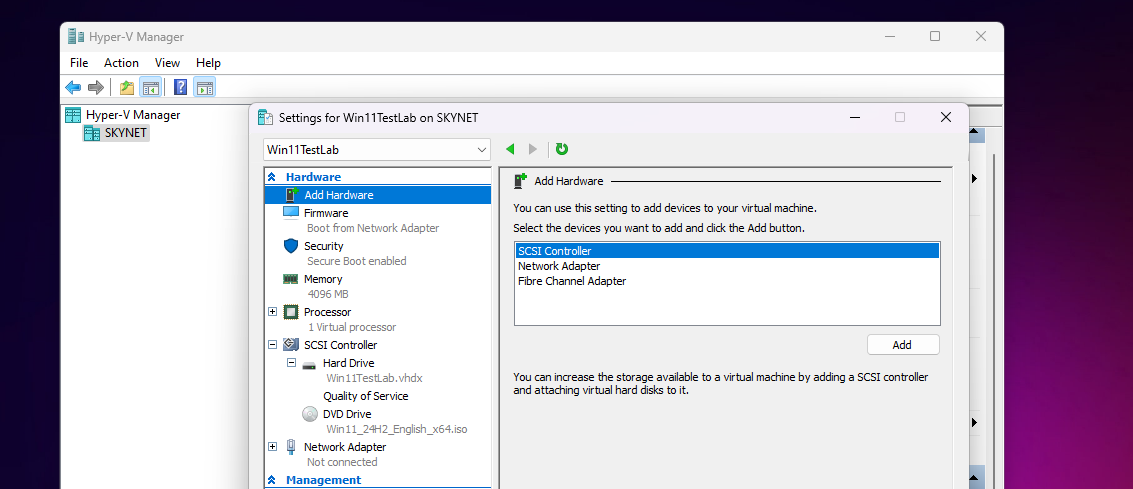 Hyper-V Manager
File Action View Help
Hyper-V Manager
SKYNET
Settings for Win11TestLab on SKYNET
Win11TestLab
Hardware
Add Hardware
Firmware
Boot from Network Adapter
Security
Secure Boot enabled
Memory
4096 MB
Processor
1 Virtual processor
SCSI Controller
Hard Drive
Win11TestLab.vhdx
Quality of Service
DVD Drive
Win11_24H2_English_x64.iso
Network Adapter
Not connected
Management
Add Hardware
You can use this setting to add devices to your virtual machine.
Select the devices you want to add and click the Add button.
SCSI Controller
Network Adapter
Fibre Channel Adapter
Add
You can increase the storage available to a virtual machine by adding a SCSI controller
and attaching virtual hard disks to it.